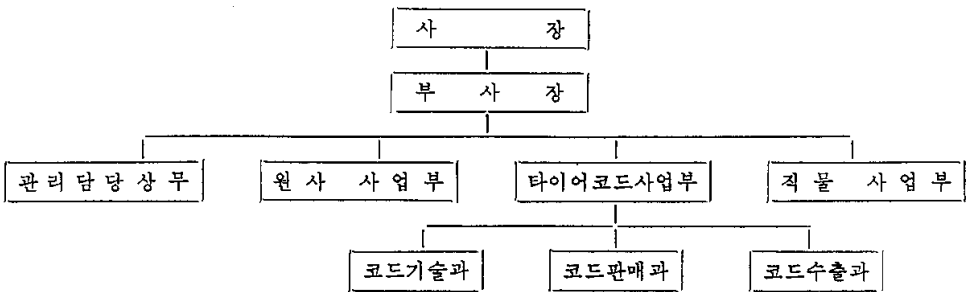 사 장
부 사 장
관리담당상무 원사 사업부 타이어코드사업부 직물 사업부
코드기술과 코드판매과 코드수출과